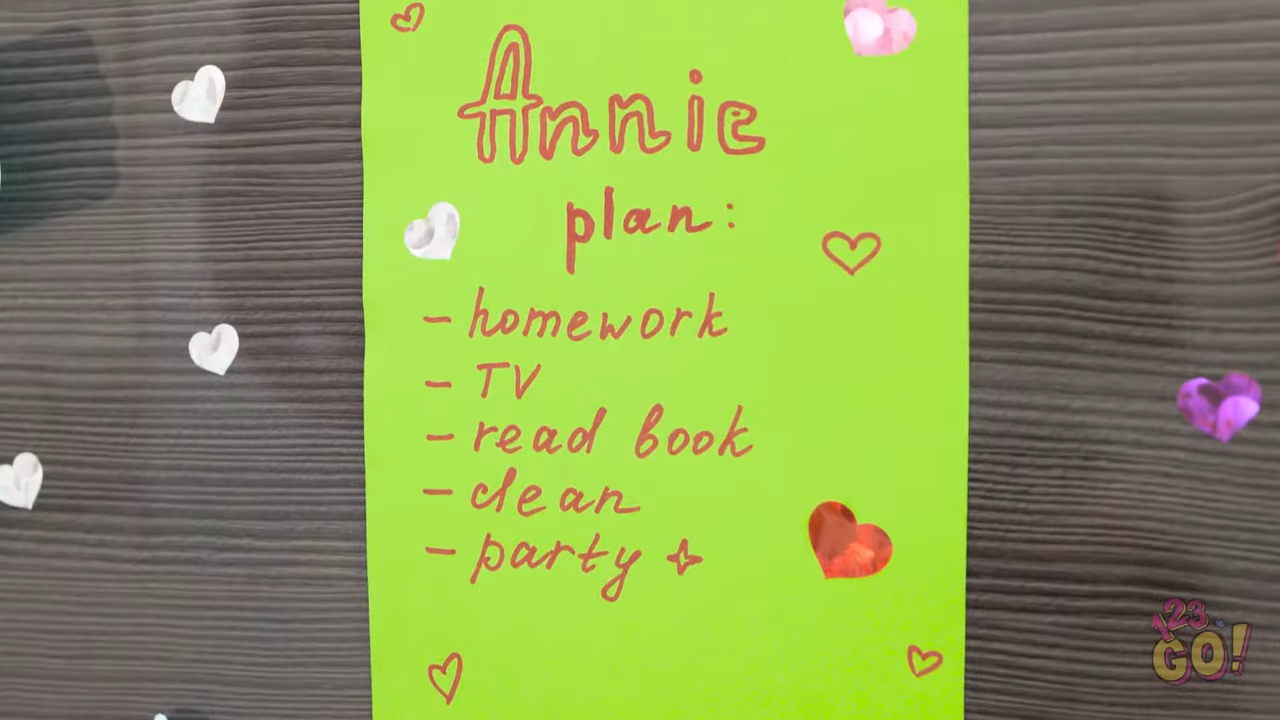 Annie
plan:
- homework
- TV
- read book
- clean
- party
123
GO!